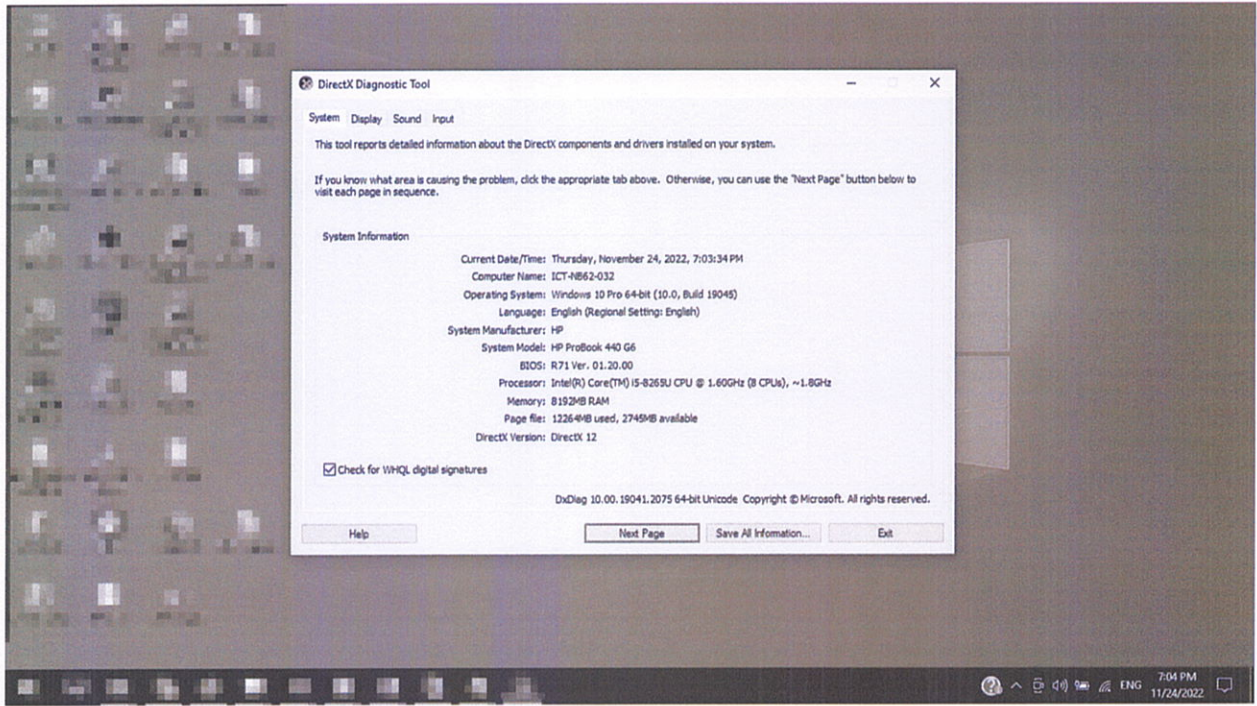 DirectX Diagnostic Tool
System Display Sound Input
This tool reports detailed information about the DirectX components and drivers installed on your system.
If you know what area is causing the problem, click the appropriate tab above. Otherwise, you can use the "Next Page" button below to
visit each page in sequence.
System Information
Current Date/Time: Thursday, November 24, 2022, 7:03:34 PM
Computer Name: ICT-NB62-032
Operating System: Windows 10 Pro 64-bit (10.0, Build 19045)
Language: English (Regional Setting: English)
System Manufacturer: HP
System Model: HP ProBook 440 G6
BIOS: R71 Ver. 01.20.00
Processor: Intel(R) Core(TM) i5-8265U CPU @ 1.60GHz (8 CPUs), ~1.8GHz
Memory: 8192MB RAM
Page file: 12264MB used, 2745MB available
DirectX Version: DirectX 12
Check for WHQL digital signatures
DxDiag 10.00.19041.2075 64-bit Unicode Copyright © Microsoft. All rights reserved.
Help Next Page Save All Information... Exit
ENG 7:04 PM
11/24/2022